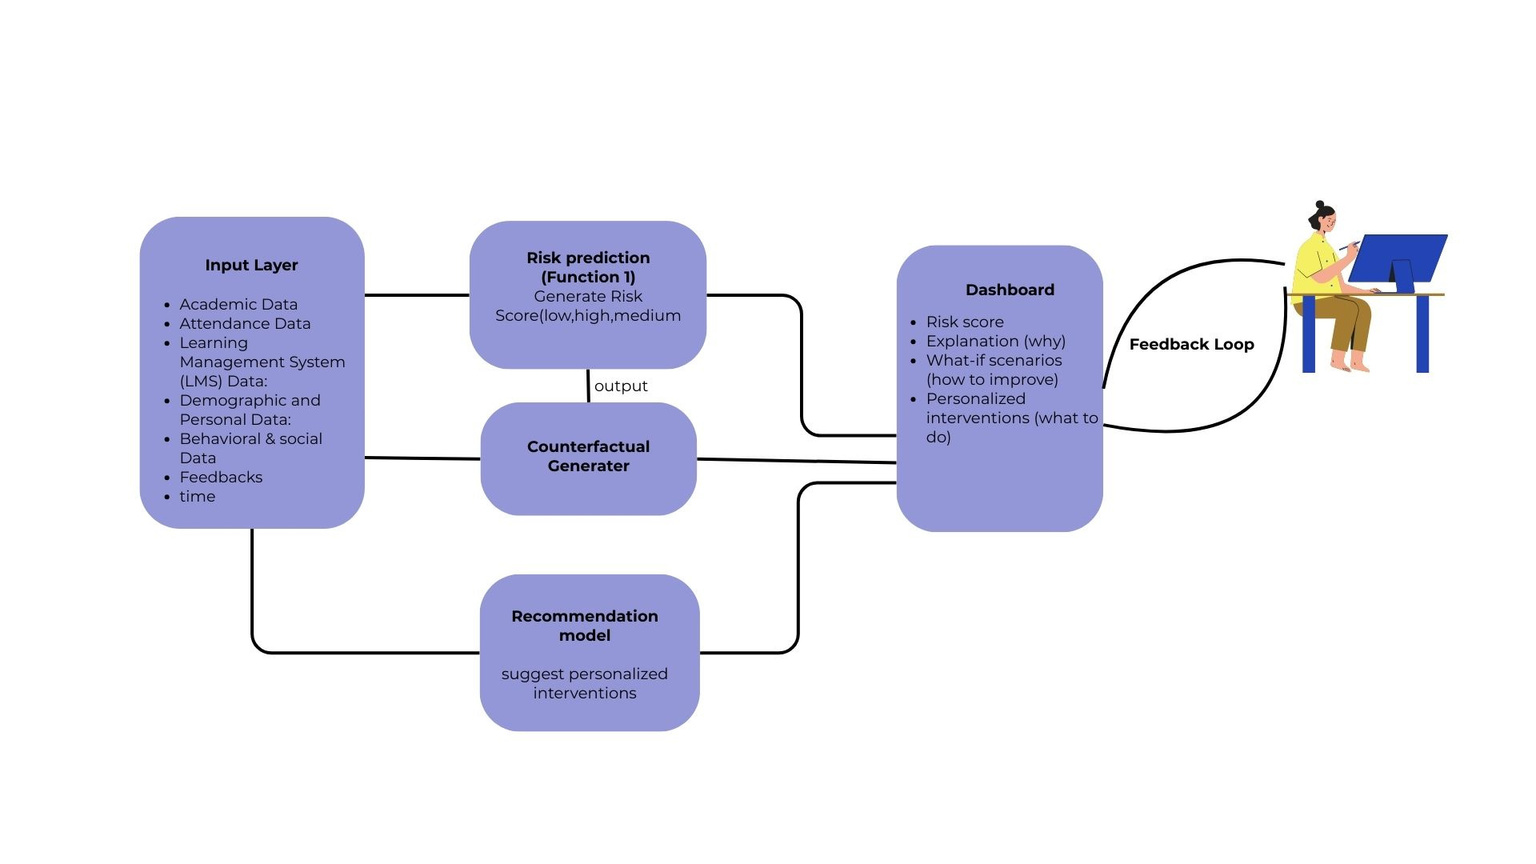 Input Layer
• Academic Data
• Attendance Data
• Learning
Management System
(LMS) Data:
• Demographic and
Personal Data:
• Behavioral & social
Data
• Feedbacks
• time
Risk prediction
(Function 1)
Generate Risk
Score(low,high,medium
output
Counterfactual
Generater
Recommendation
model
suggest personalized
interventions
Dashboard
• Risk score
• Explanation (why)
• What-if scenarios
(how to improve)
• Personalized
interventions (what to
do)
Feedback Loop